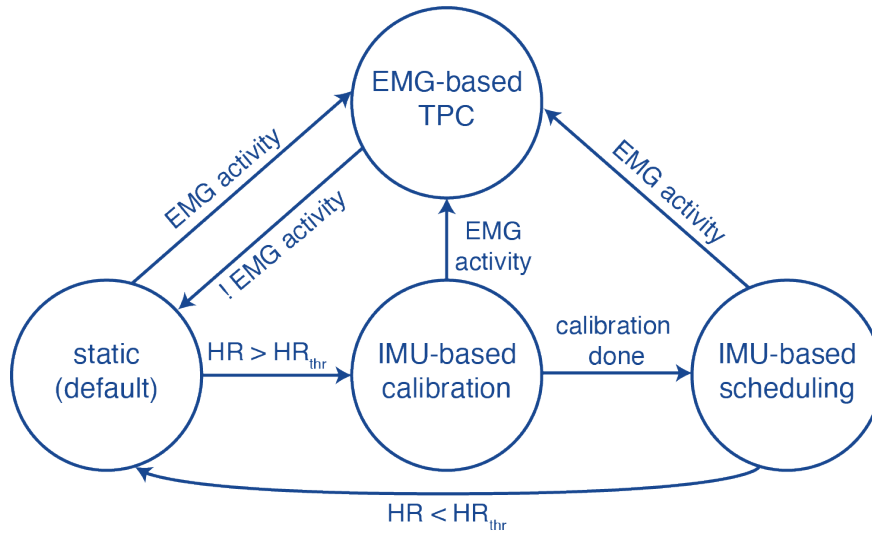 EMG-based
TPC
EMG activity
! EMG activity
EMG
activity
EMG activity
static
(default)
HR > HRthr
IMU-based
calibration
calibration
done
IMU-based
scheduling
HR < HRthr